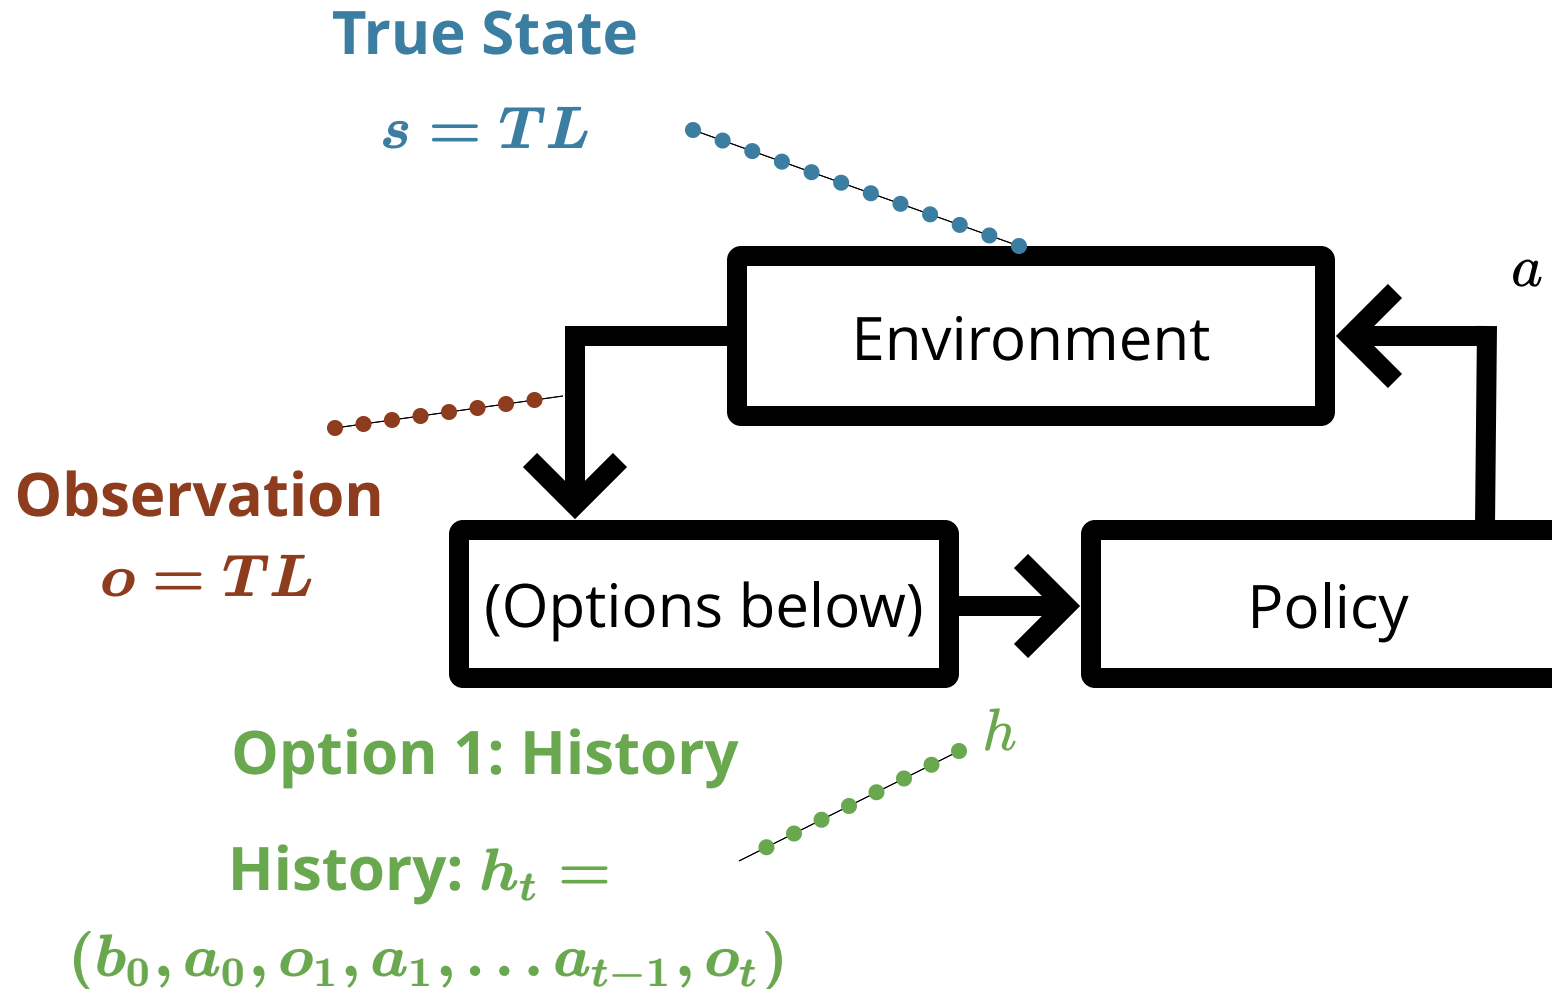 True State
s = TL
a
Environment
Observation
o = TL
(Options below)
Policy
Option 1: History
h
History: h_t =
(b_0, a_0, o_1, a_1, ... a_{t-1}, o_t)